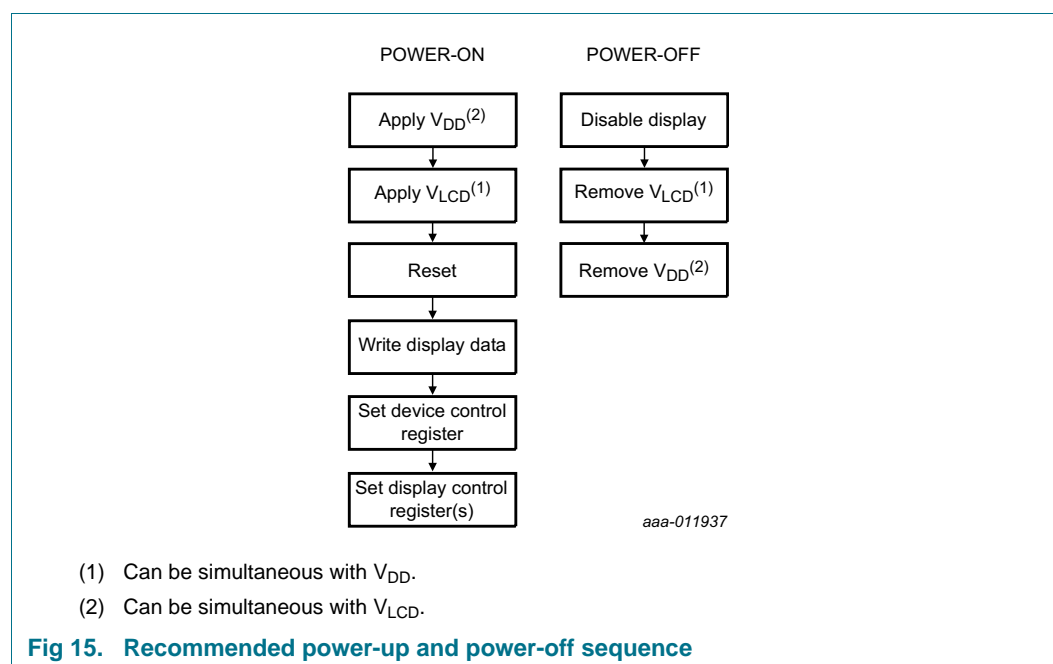 POWER-ON
Apply VDD(2)
Apply VLCD(1)
Reset
Write display data
Set device control
register
Set display control
register(s)
POWER-OFF
Disable display
Remove VLCD(1)
Remove VDD(2)
aaa-011937
(1) Can be simultaneous with VDD.
(2) Can be simultaneous with VLCD.
Fig 15. Recommended power-up and power-off sequence